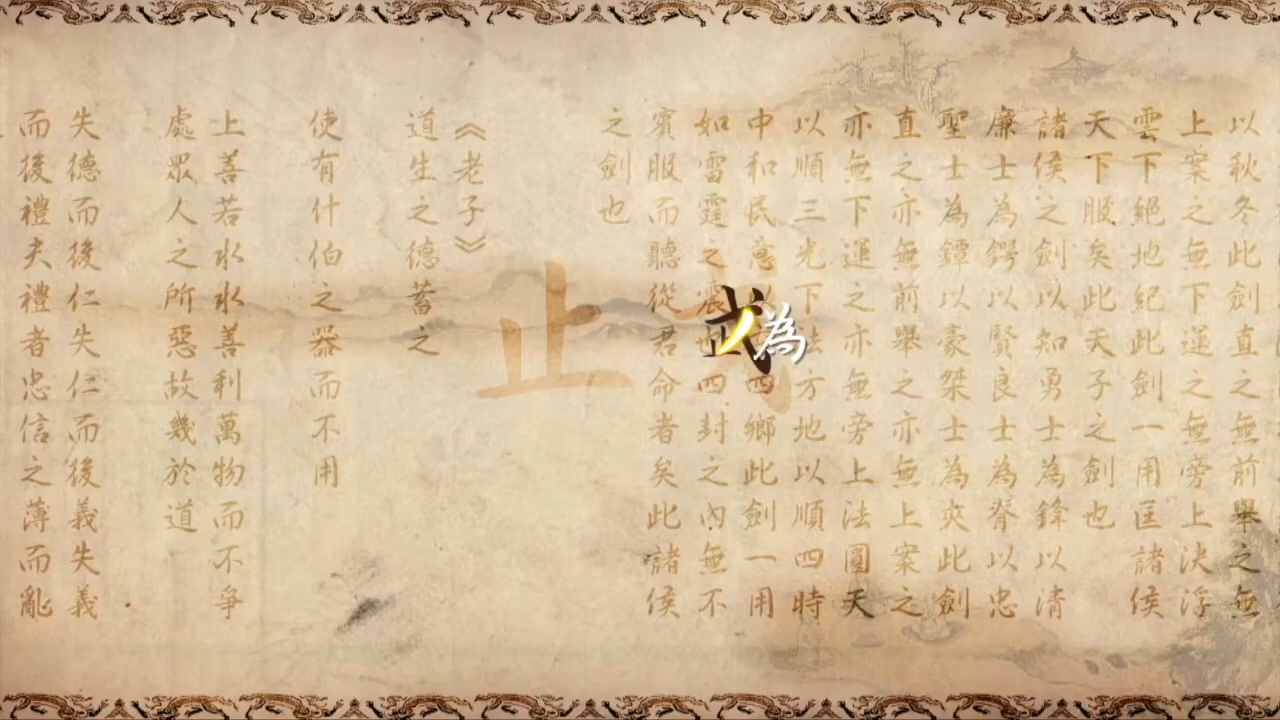 以秋冬此劍直之無前舉之無
上案之無下運之無旁上決浮
雲下絕地紀此劍一用匡諸侯
天下服矣此天子之劍也
諸侯之劍以知勇士為鋒以清
廉士為鍔以賢良士為脊以忠
聖士為鐔以豪桀士為夾此劍
直之亦無前舉之亦無上案之
亦無下運之亦無旁上法圓天
以順三光下法方地以順四時
中和民意以四鄉此劍一用
如雷霆之震也四封之內無不
賓服而聽從君命者矣此諸侯
之劍也
《老子》
道生之德蓄之
使有什伯之器而不用
上善若水水善利萬物而不爭
處眾人之所惡故幾於道
失德而後仁失仁而後義失義
而後禮夫禮者忠信之薄而亂
止
武為